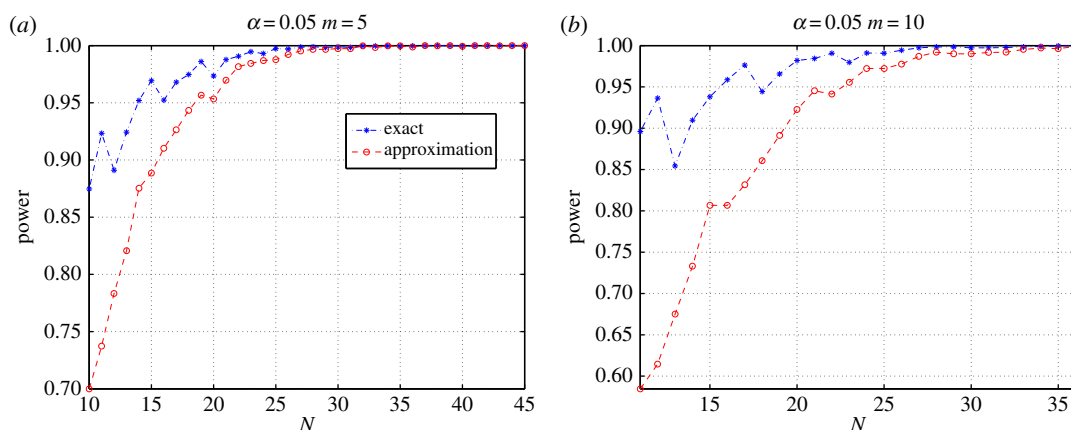 (a)
α = 0.05 m = 5
1.00
0.95
0.90
0.85
0.80
0.75
0.70
power
exact
approximation
10 15 20 25 30 35 40 45
N
(b)
α = 0.05 m = 10
1.00
0.95
0.90
0.85
0.80
0.75
0.70
0.65
0.60
power
15 20 25 30 35
N